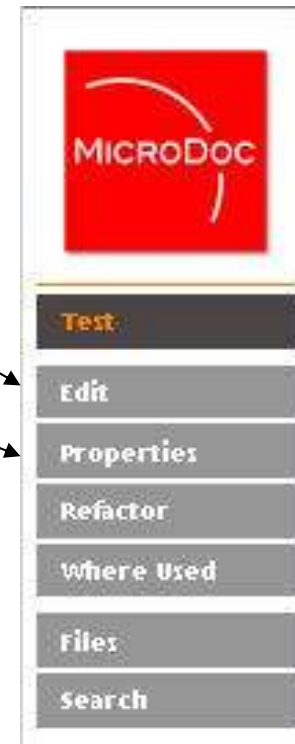 MicroDoc
Test
Edit
Properties
Refactor
Where Used
Files
Search